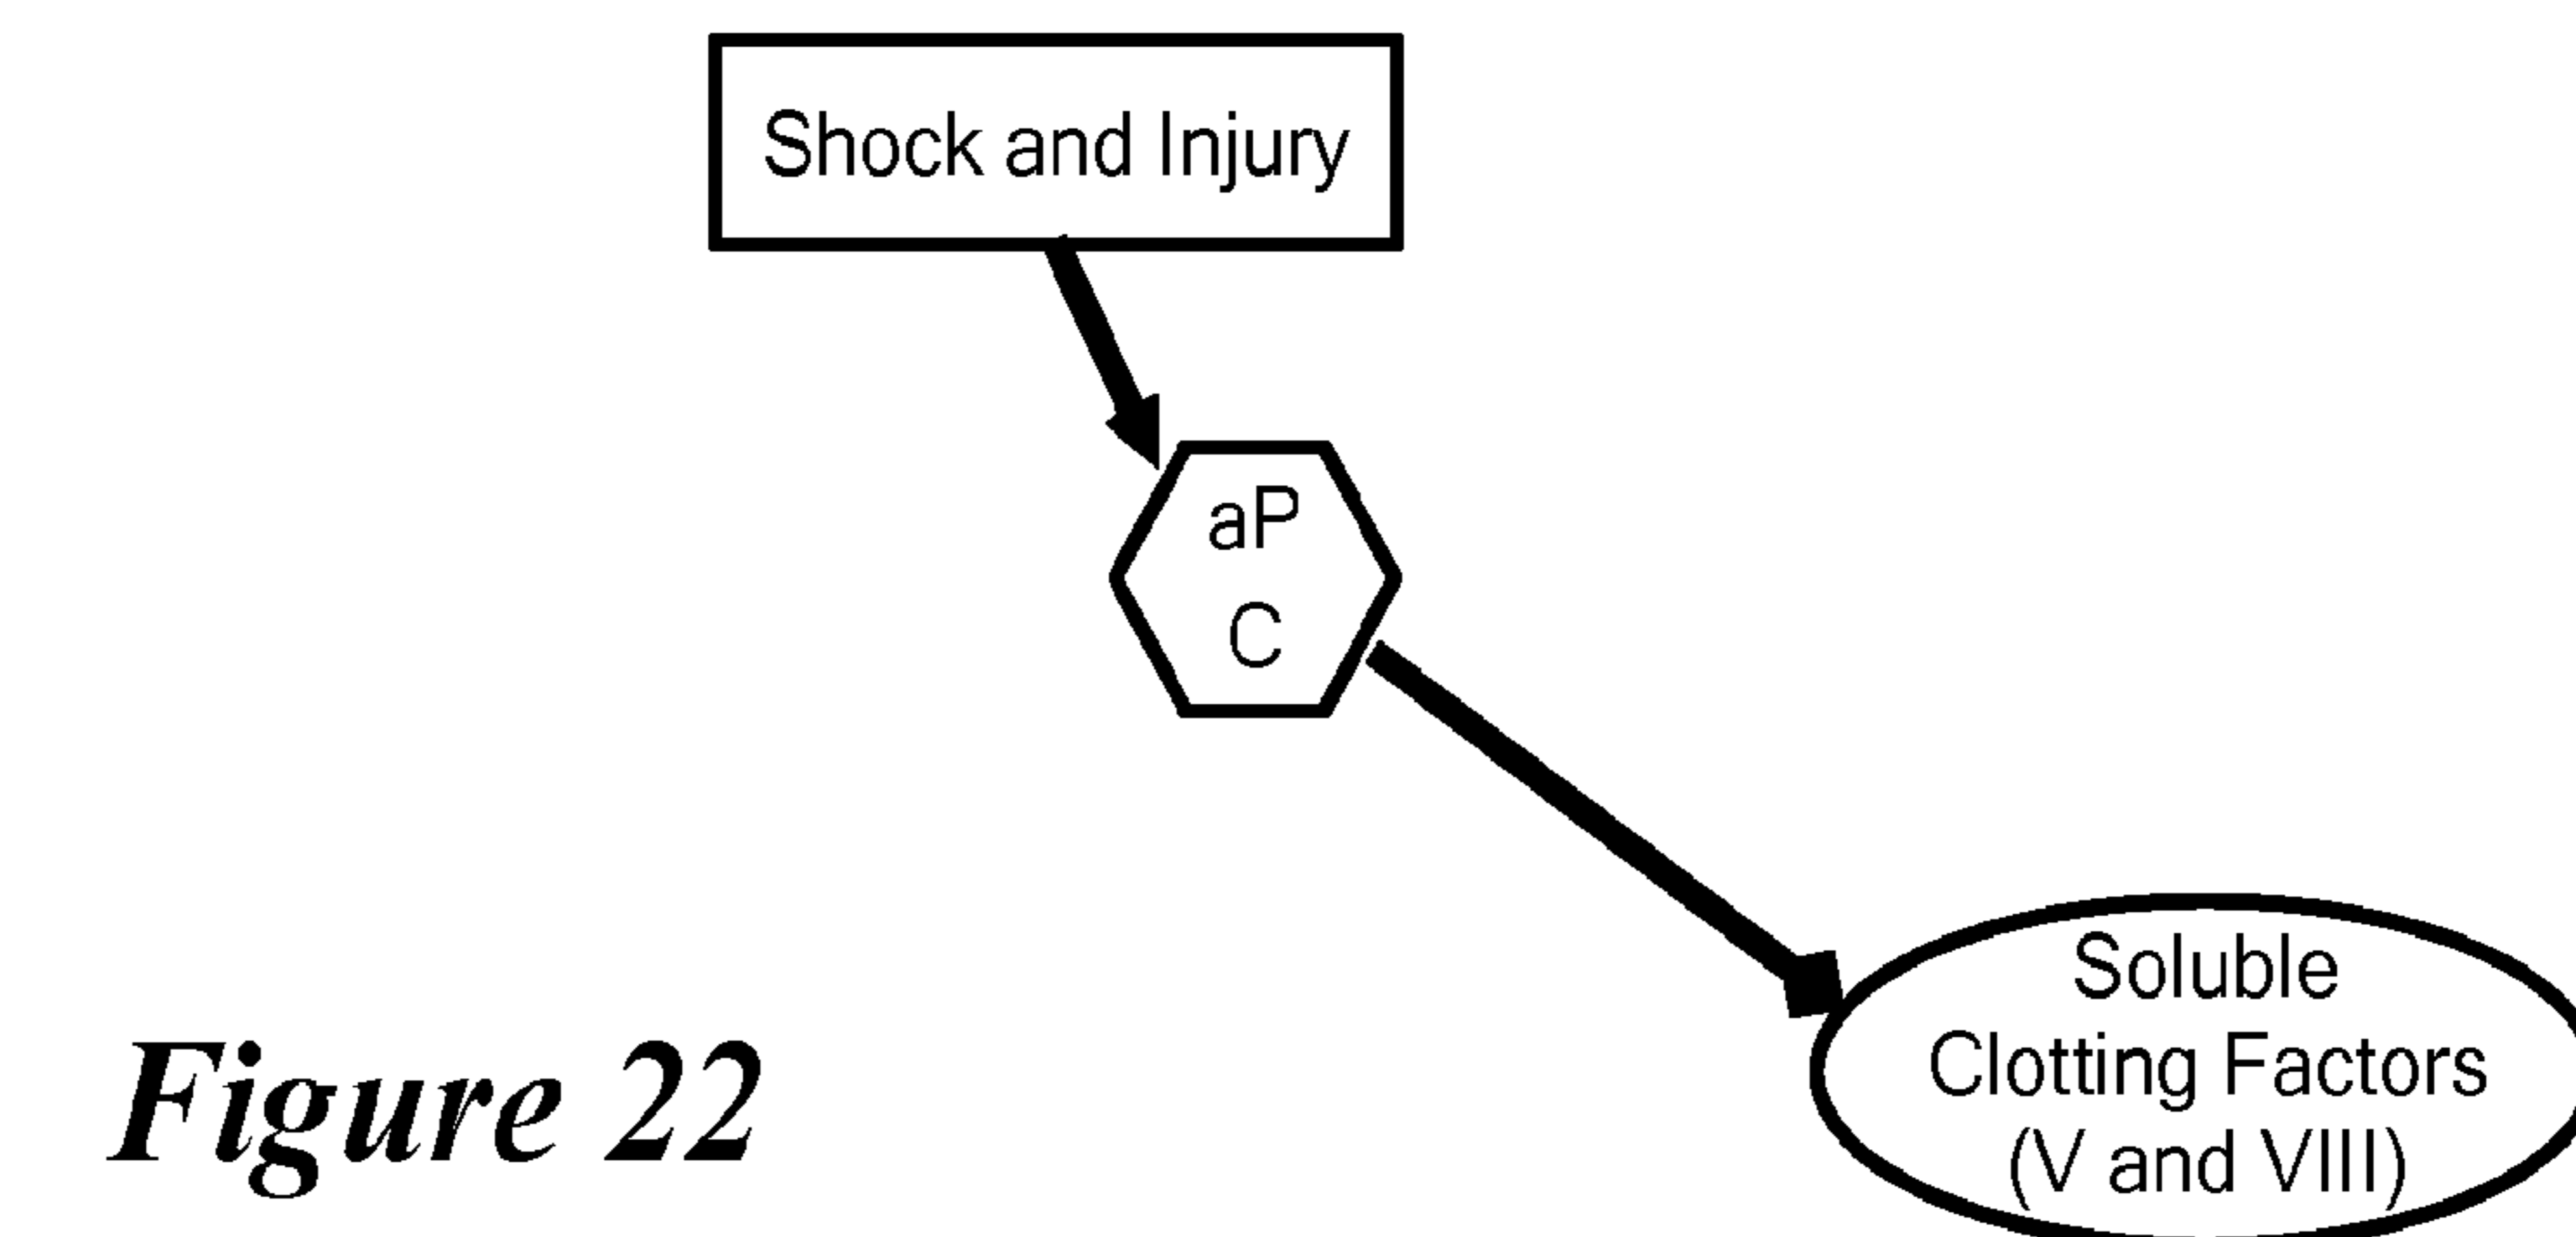 Shock and Injury
aP
C
Soluble
Clotting Factors
(V and VIII)
Figure 22